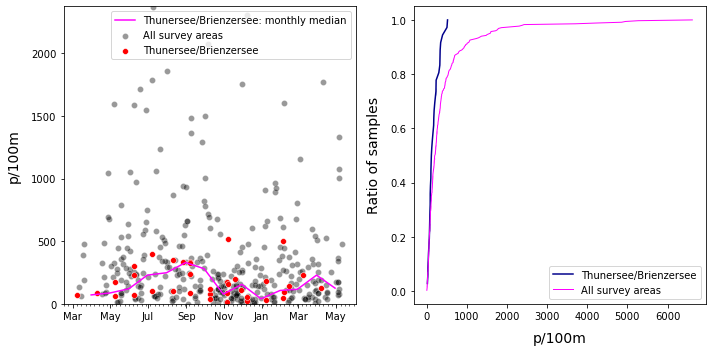 Thunersee/Brienzersee: monthly median
All survey areas
Thunersee/Brienzersee
p/100m
2000
1500
1000
500
0
Mar May Jul Sep Nov Jan Mar May
Ratio of samples
1.0
0.8
0.6
0.4
0.2
0.0
Thunersee/Brienzersee
All survey areas
0 1000 2000 3000 4000 5000 6000
p/100m